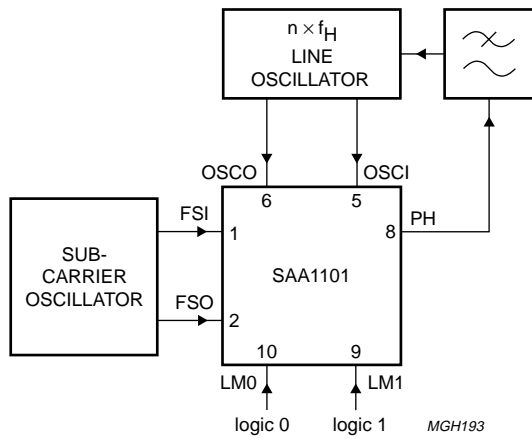 n × fH
LINE
OSCILLATOR
OSCO
OSCI
6
5
FSI
PH
1
8
SUB-
CARRIER
OSCILLATOR
SAA1101
FSO
2
10
9
LM0
LM1
logic 0
logic 1
MGH193